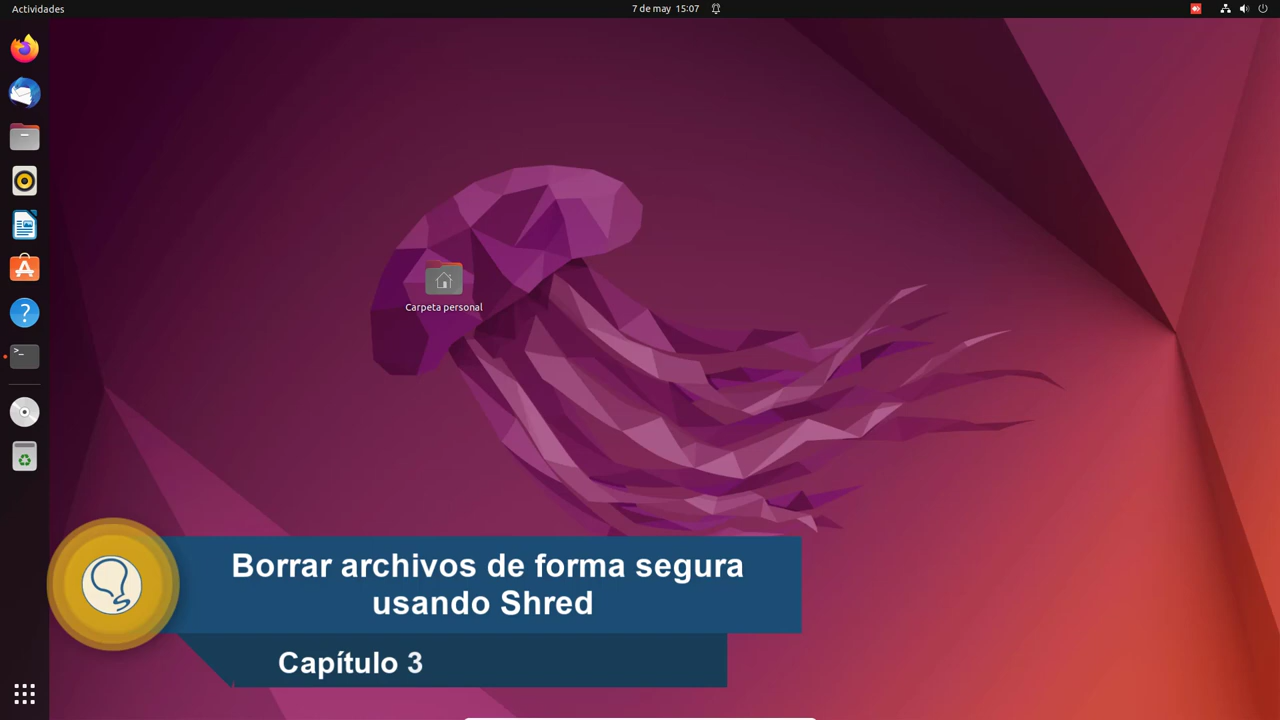 Actividades
7 de may 15:07
Carpeta personal
Borrar archivos de forma segura
usando Shred
Capítulo 3